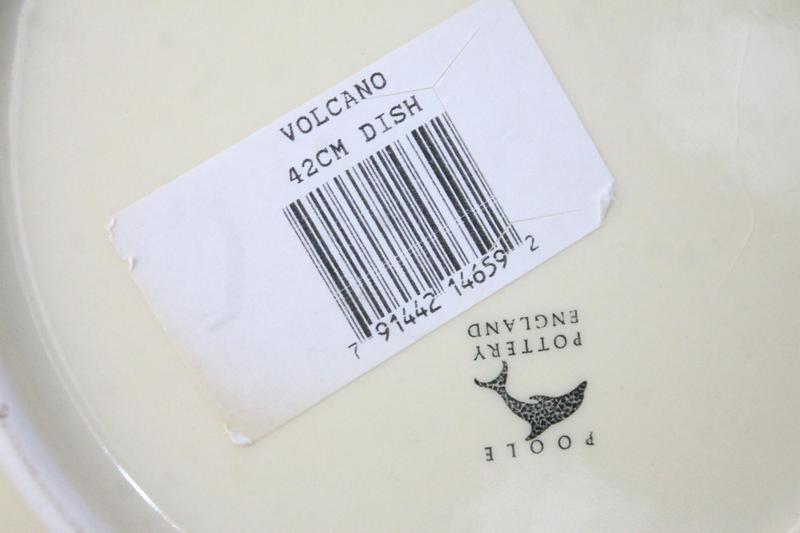 VOLCANO
42CM DISH
7 91442 14659 2
POOLE
POTTERY
ENGLAND